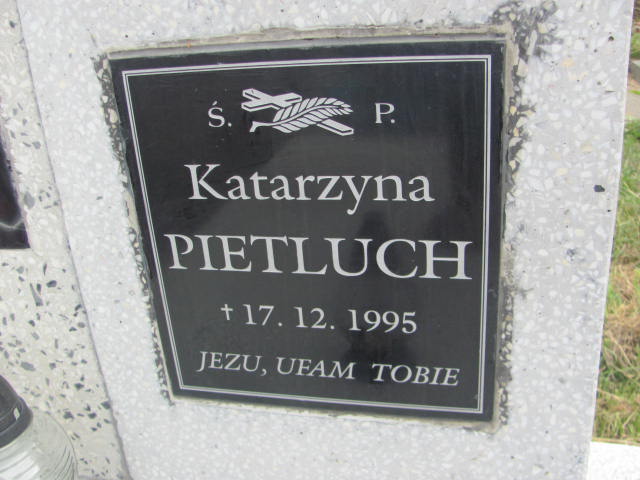 Ś. P.
Katarzyna
PIETLUCH
† 17. 12. 1995
JEZU, UFAM TOBIE